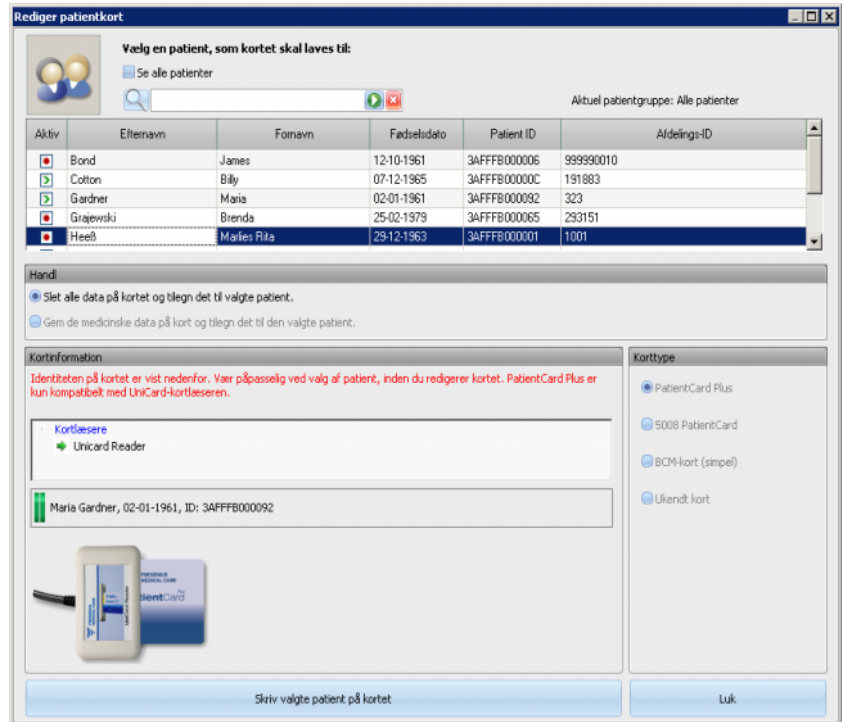 Rediger patientkort
Vælg en patient, som kortet skal laves til:
Se alle patienter
Aktuel patientgruppe: Alle patienter
Aktiv Efternavn Fornavn Fødselsdato Patient ID Afdelings-ID
Bond James 12-10-1961 3AFFFB000006 999990010
Cotton Billy 07-12-1965 3AFFFB00000C 191883
Gardner Maria 02-01-1961 3AFFFB000092 323
Grajewski Brenda 25-02-1979 3AFFFB000065 293151
Heeß Marlies Rita 29-12-1963 3AFFFB000001 1001
Handl
Slet alle data på kortet og tilegn det til valgte patient.
Gem de medicinske data på kort og tilegn det til den valgte patient.
Kortinformation
Identiteten på kortet er vist nedenfor. Vær påpasselig ved valg af patient, inden du redigerer kortet. PatientCard Plus er
kun kompatibelt med UniCard-kortlæseren.
Kortlæsere
Unicard Reader
Maria Gardner, 02-01-1961, ID: 3AFFFB000092
FRESENIUS
MEDICAL CARE
tientCard
UniCard Reader
Korttype
PatientCard Plus
5008 PatientCard
BCM-kort (simpel)
Ukendt kort
Skriv valgte patient på kortet
Luk